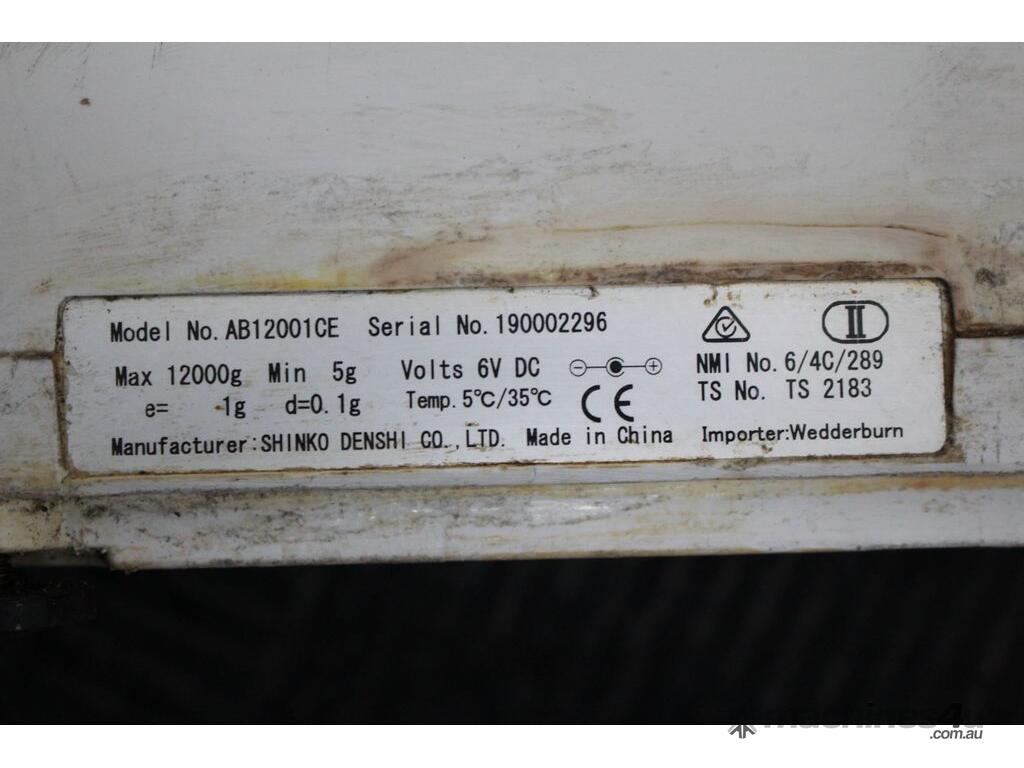 Model No. AB12001CE Serial No. 190002296
Max 12000g Min 5g Volts 6V DC NMI No. 6/4C/289
e= 1g d=0.1g Temp. 5℃/35℃ CE TS No. TS 2183
Manufacturer:SHINKO DENSHI CO.,LTD. Made in China Importer:Wedderburn
II
machines4u
.com.au